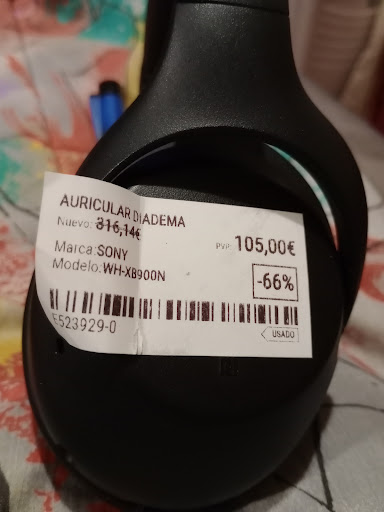 AURICULAR DIADEMA
Nuevo: 316,14€
PVP: 105,00€
Marca:SONY
Modelo:WH-XB900N
-66%
E523929-0
USADO